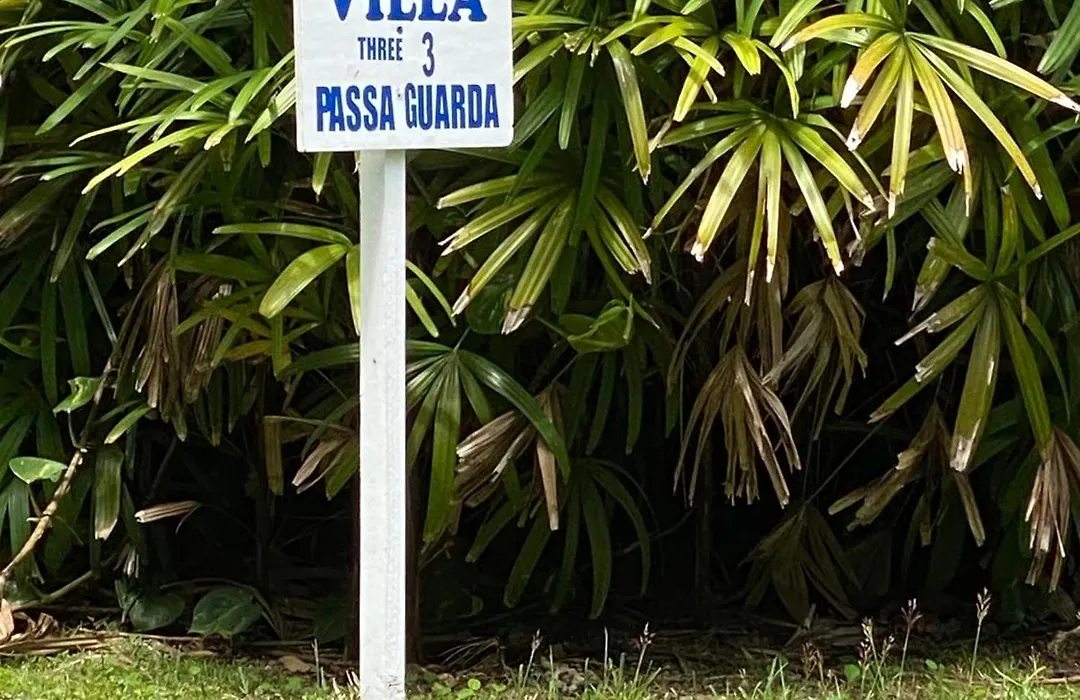 VILLA
THREE 3
PASSA GUARDA